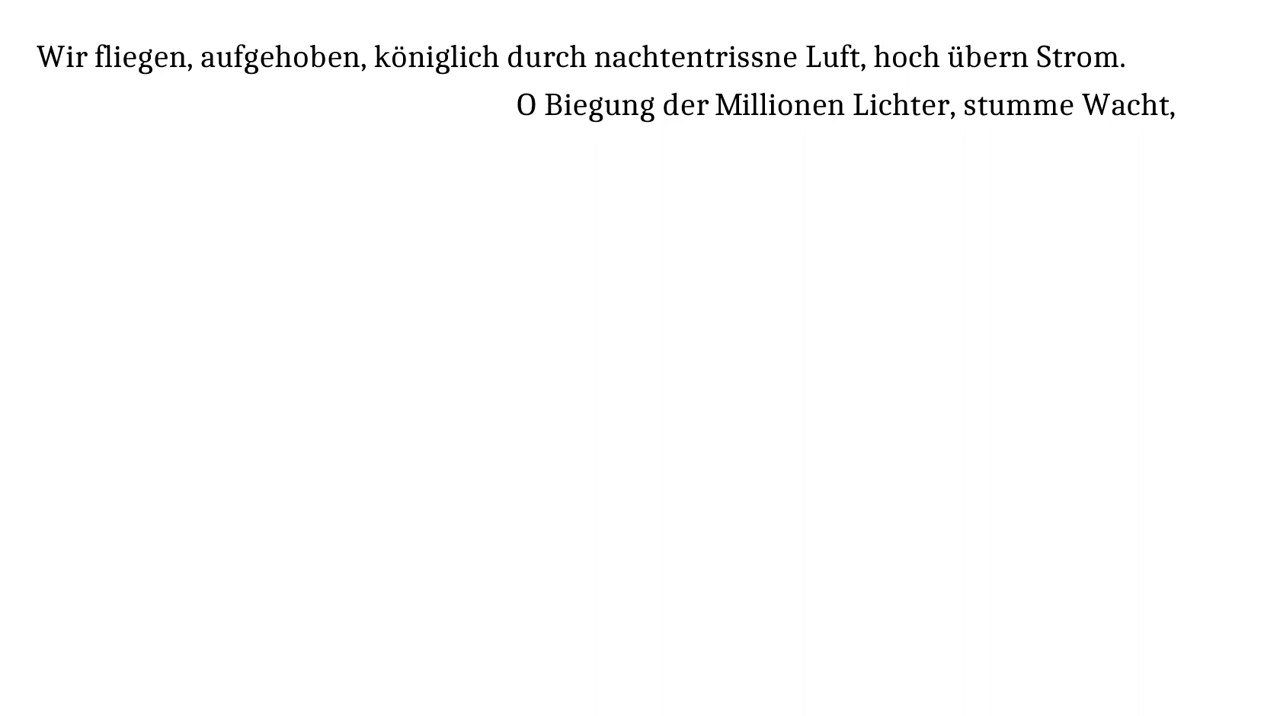 Wir fliegen, aufgehoben, königlich durch nachtentrissne Luft, hoch übern Strom.
O Biegung der Millionen Lichter, stumme Wacht,